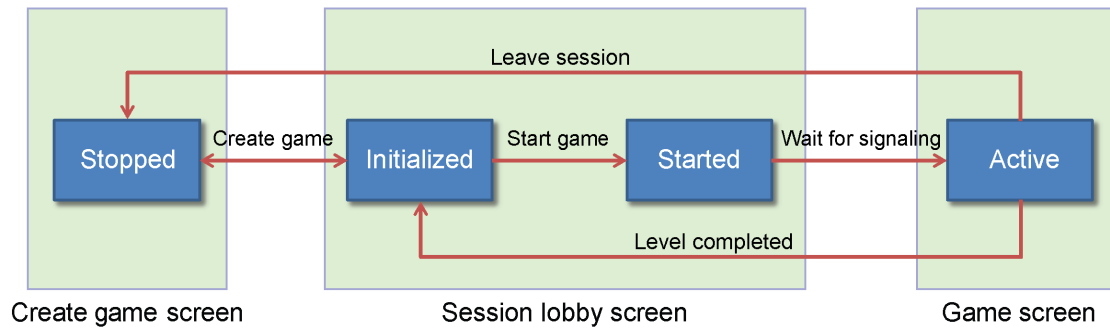 Leave session
Stopped
Create game
Initialized
Start game
Started
Wait for signaling
Active
Level completed
Create game screen
Session lobby screen
Game screen